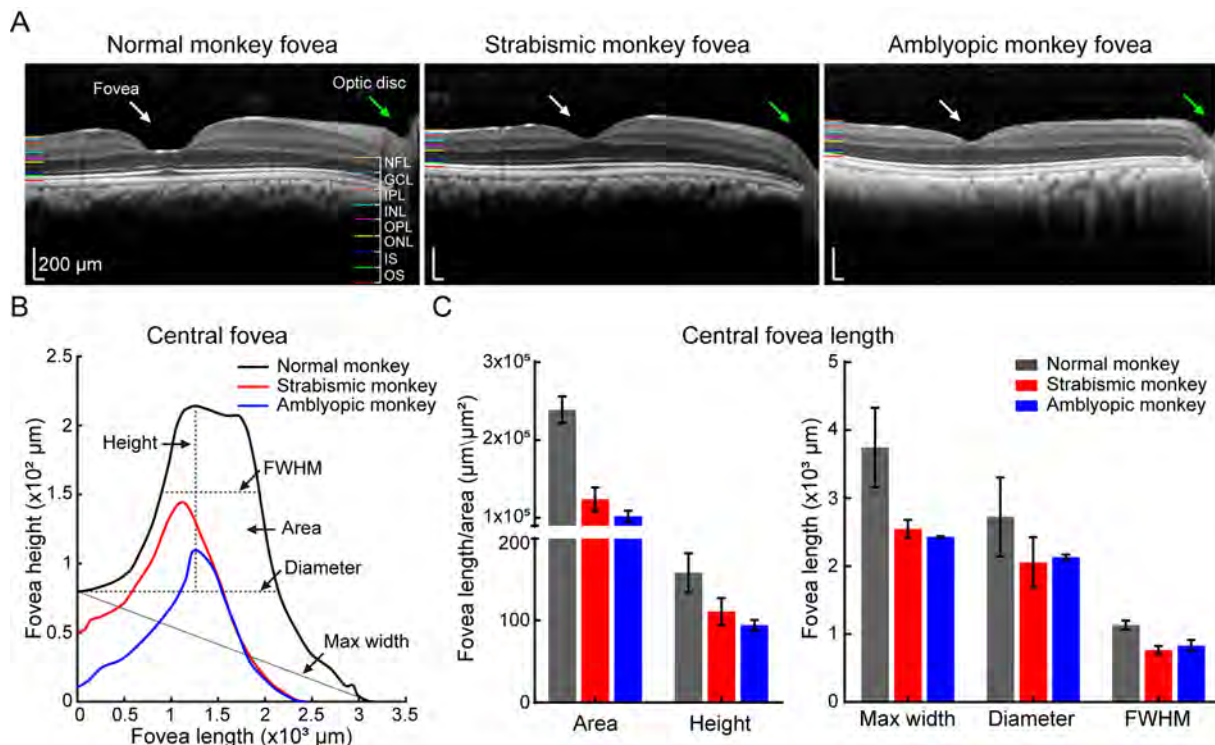 A
Normal monkey fovea
Strabismic monkey fovea
Amblyopic monkey fovea
Fovea
Optic disc
NFL
GCL
IPL
INL
OPL
ONL
IS
OS
200 µm
B
Central fovea
2.5
2
1.5
1
0.5
0
Fovea height (x10² µm)
Normal monkey
Strabismic monkey
Amblyopic monkey
Height
FWHM
Area
Diameter
Max width
0 0.5 1.5 1 2 2.5 3 3.5
Fovea length (x10³ µm)
C
Central fovea length
3x10⁵
2x10⁵
1x10⁵
200
100
0
Fovea length/area (µm\µm²)
Area Height
5
4
3
2
1
0
Fovea length (x10³ µm)
Normal monkey
Strabismic monkey
Amblyopic monkey
Max width Diameter FWHM